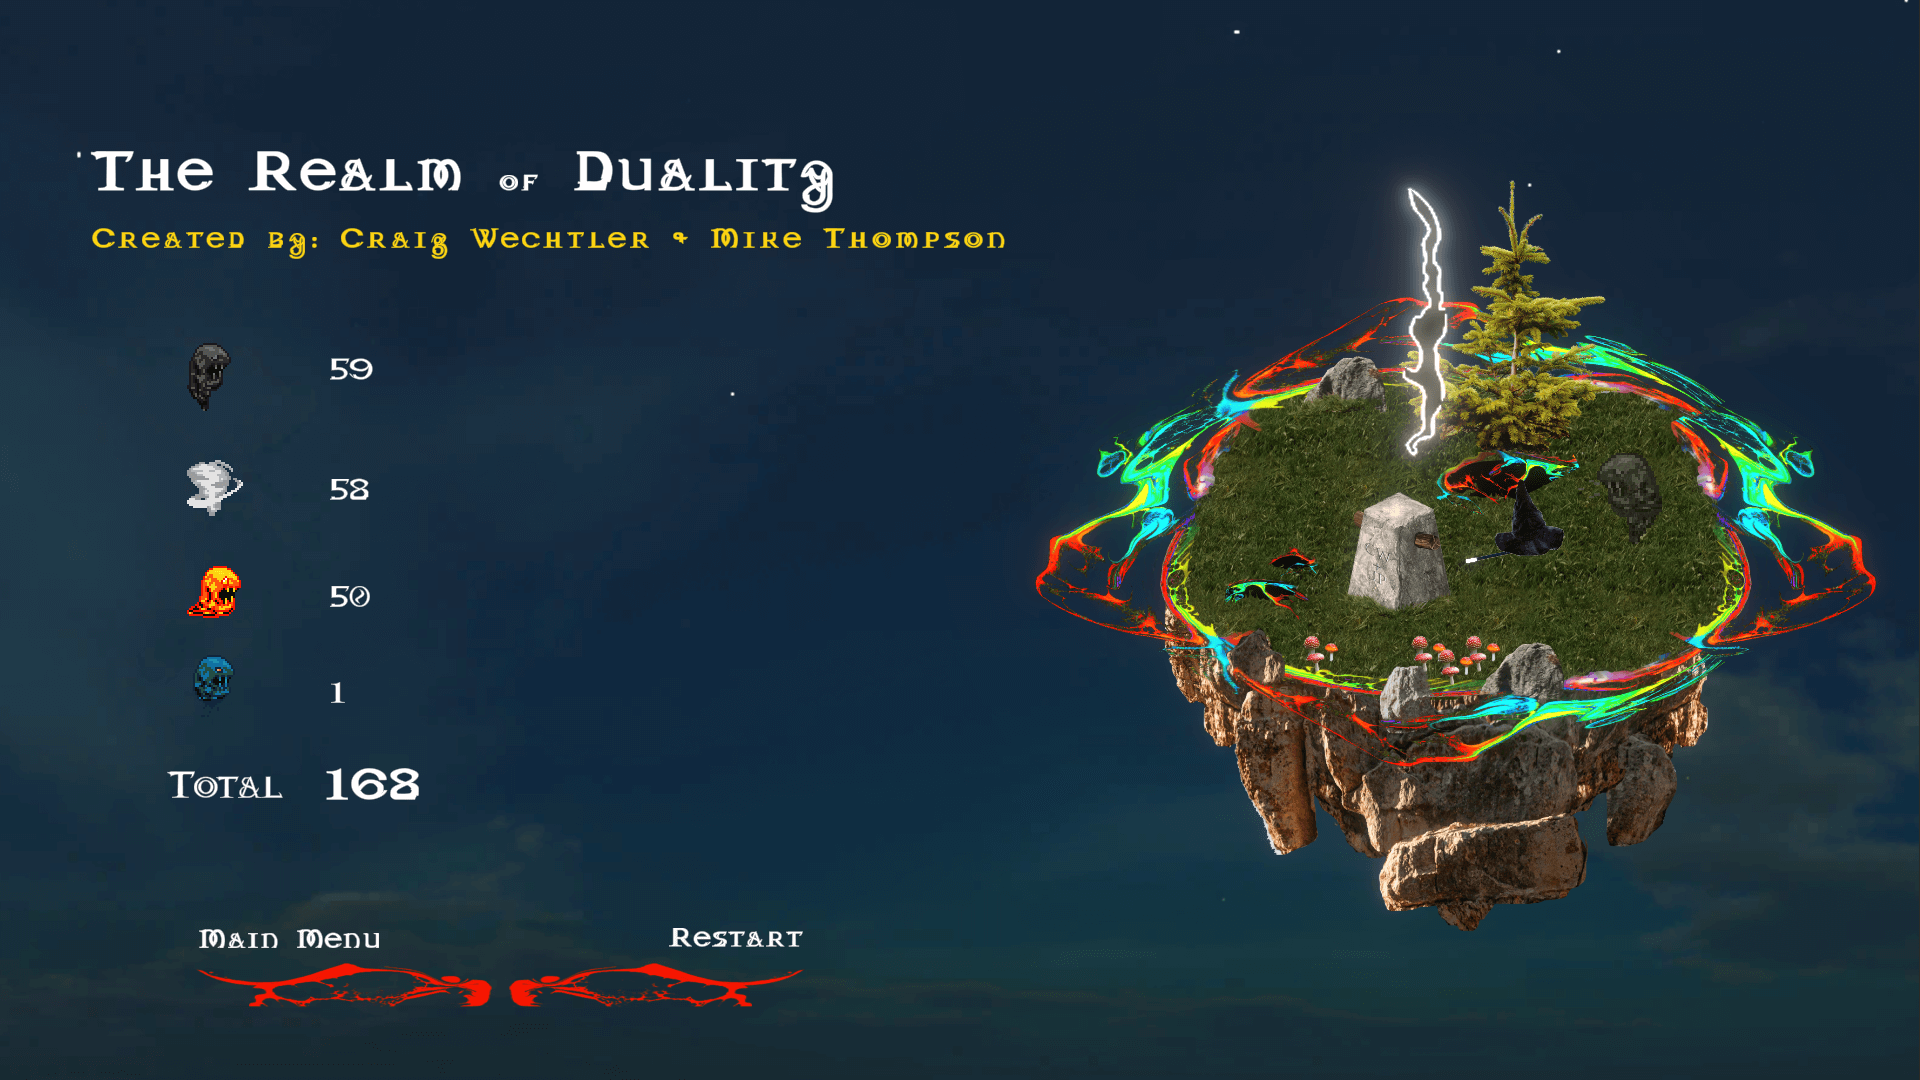 The Realm of Duality
Created by: Craig Wechtler & Mike Thompson
59
58
50
1
Total 168
Main Menu
Restart